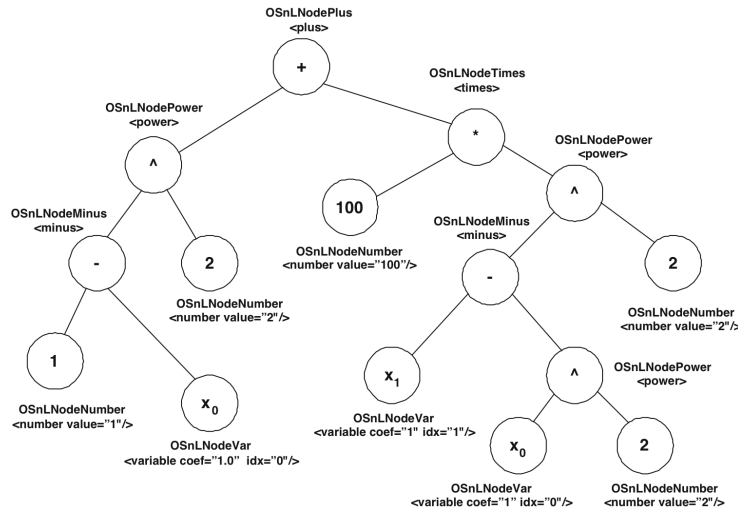 OSnLNodePlus
<plus>
+
OSnLNodeTimes
<times>
*
OSnLNodePower
<power>
^
OSnLNodePower
<power>
^
100
OSnLNodeNumber
<number value="100"/>
OSnLNodeMinus
<minus>
-
2
OSnLNodeNumber
<number value="2"/>
OSnLNodeMinus
<minus>
-
2
OSnLNodeNumber
<number value="2"/>
1
OSnLNodeNumber
<number value="1"/>
x0
OSnLNodeVar
<variable coef="1.0" idx="0"/>
x1
OSnLNodeVar
<variable coef="1" idx="1"/>
^
OSnLNodePower
<power>
x0
OSnLNodeVar
<variable coef="1" idx="0"/>
2
OSnLNodeNumber
<number value="2"/>